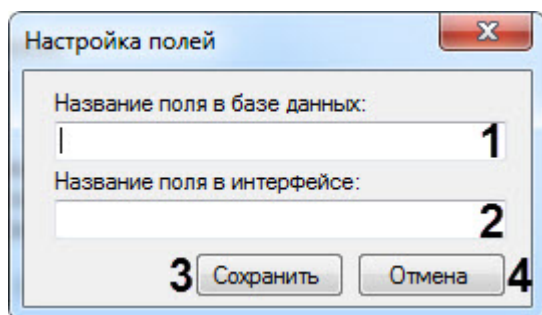 Настройка полей
Название поля в базе данных:
1
Название поля в интерфейсе:
2
3 Сохранить Отмена 4